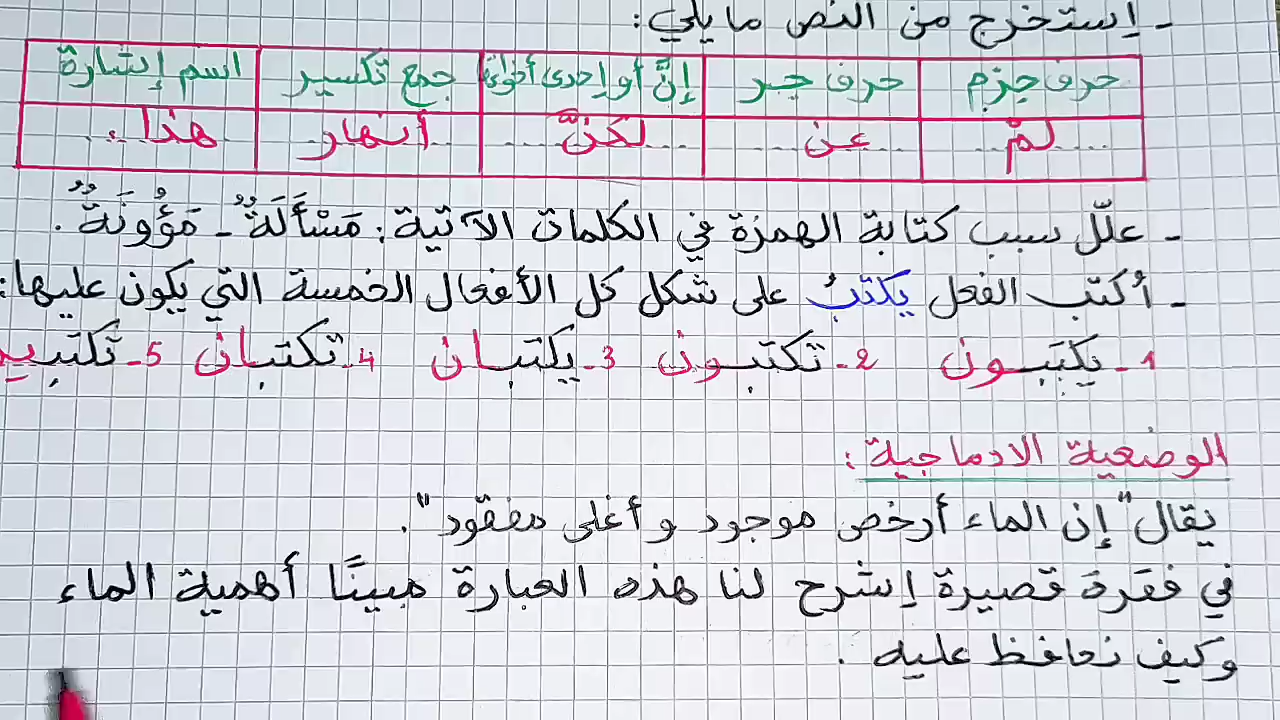 - إستخرج من النص ما يلي:
حرف جزم حرف جر إنّ أو إحدى أخواتها جمع تكسير اسم إشارة
لمْ عن لكنّ أنهار هذا
- علّل سبب كتابة الهمزة في الكلمات الآتية: مَسْأَلَةٌ - مَؤُونَةٌ.
- أُكتب الفعل يكتبُ على شكل كل الأفعال الخمسة التي يكون عليها:
1- يكتبون 2- تكتبون 3- يكتبان 4- تكتبان 5-
الوضعية الادماجية:
يقال "إن الماء أرخص موجود و أغلى مفقود".
في فقرة قصيرة إشرح لنا هذه العبارة مبينًا أهمية الماء
وكيف نحافظ عليه.